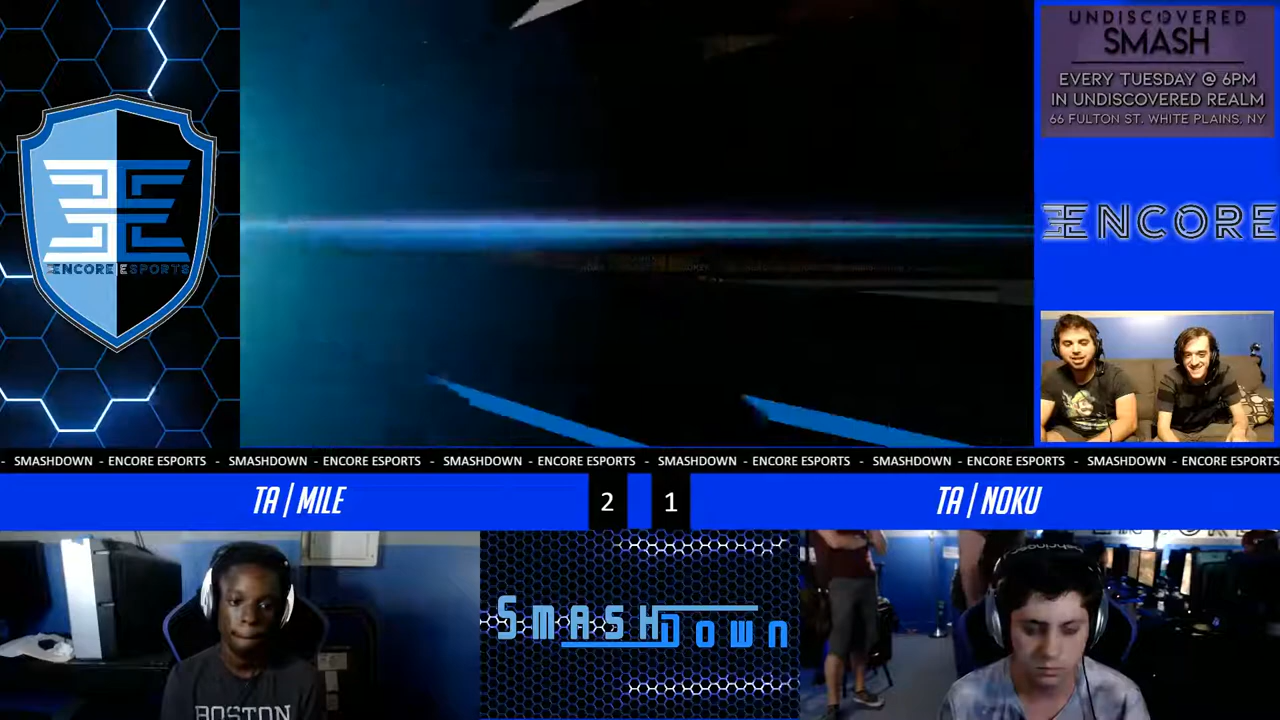 UNDISCOVERED
SMASH
EVERY TUESDAY @ 6PM
IN UNDISCOVERED REALM
66 FULTON ST. WHITE PLAINS, NY
ENCORE|ESPORTS
ENCORE
- SMASHDOWN - ENCORE ESPORTS - SMASHDOWN - ENCORE ESPORTS - SMASHDOWN - ENCORE ESPORTS - SMASHDOWN - ENCORE ESPORTS - SMASHDOWN - ENCORE ESPORTS - SMASHDOWN - ENCORE ESPORTS
TA | MILE
2
1
TA | NOKU
SMASH
DOWN
BOSTON